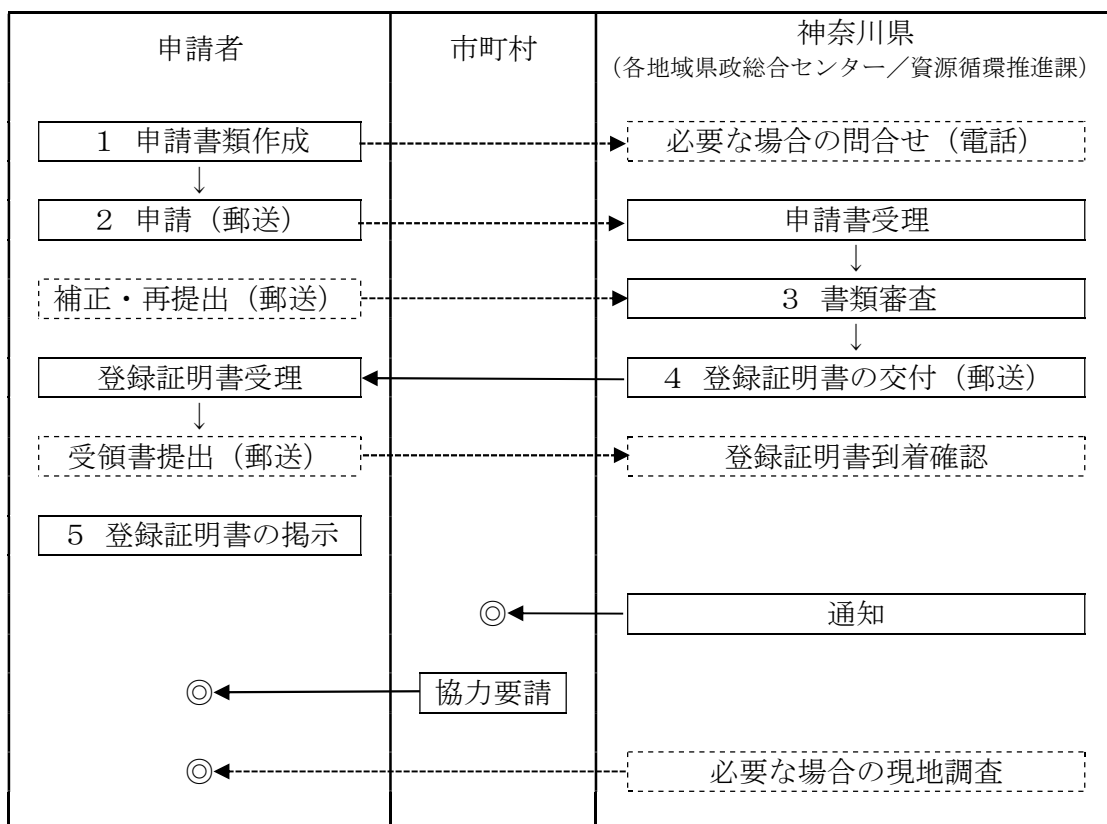 申請者
市町村
神奈川県
（各地域県政総合センター／資源循環推進課）
１　申請書類作成
必要な場合の問合せ（電話）
↓
２　申請（郵送）
申請書受理
↓
補正・再提出（郵送）
３　書類審査
↓
登録証明書受理
４　登録証明書の交付（郵送）
↓
受領書提出（郵送）
登録証明書到着確認
５　登録証明書の掲示
◎
通知
◎
協力要請
◎
必要な場合の現地調査